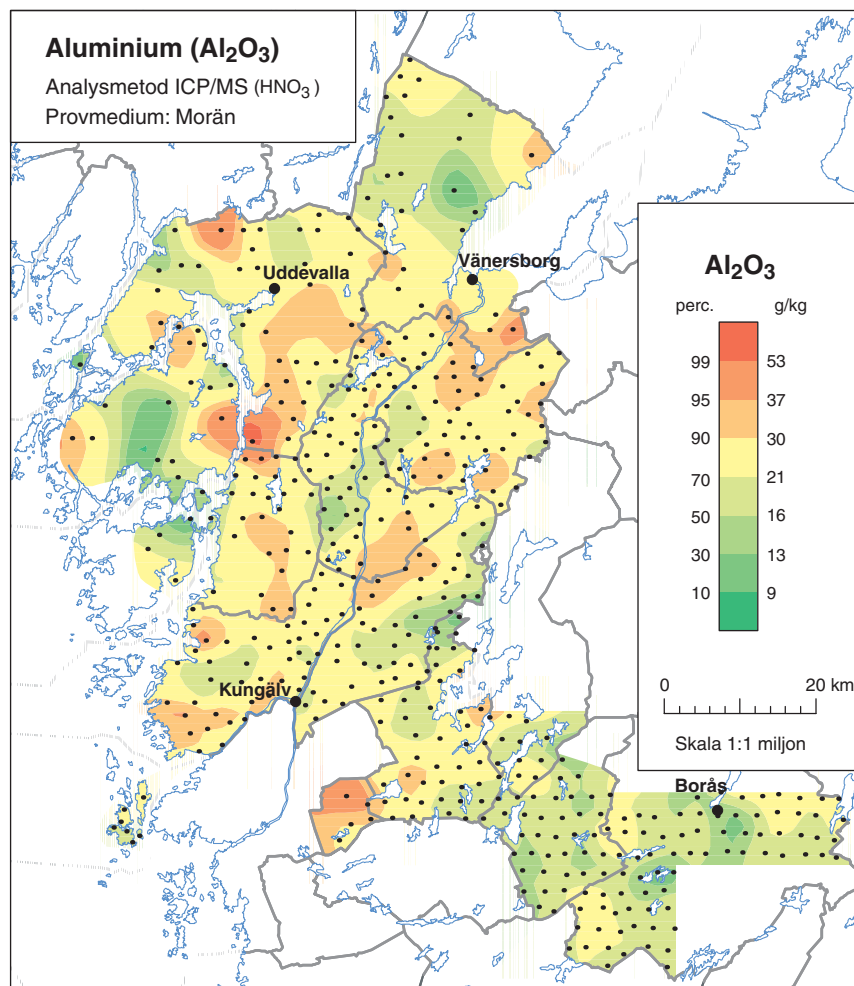 Aluminium (Al₂O₃)
Analysmetod ICP/MS (HNO₃)
Provmedium: Morän
Vänersborg
Uddevalla
Al₂O₃
perc. g/kg
99 53
95 37
90 30
70 21
50 16
30 13
10 9
0 20 km
Skala 1:1 miljon
Kungälv
Borås